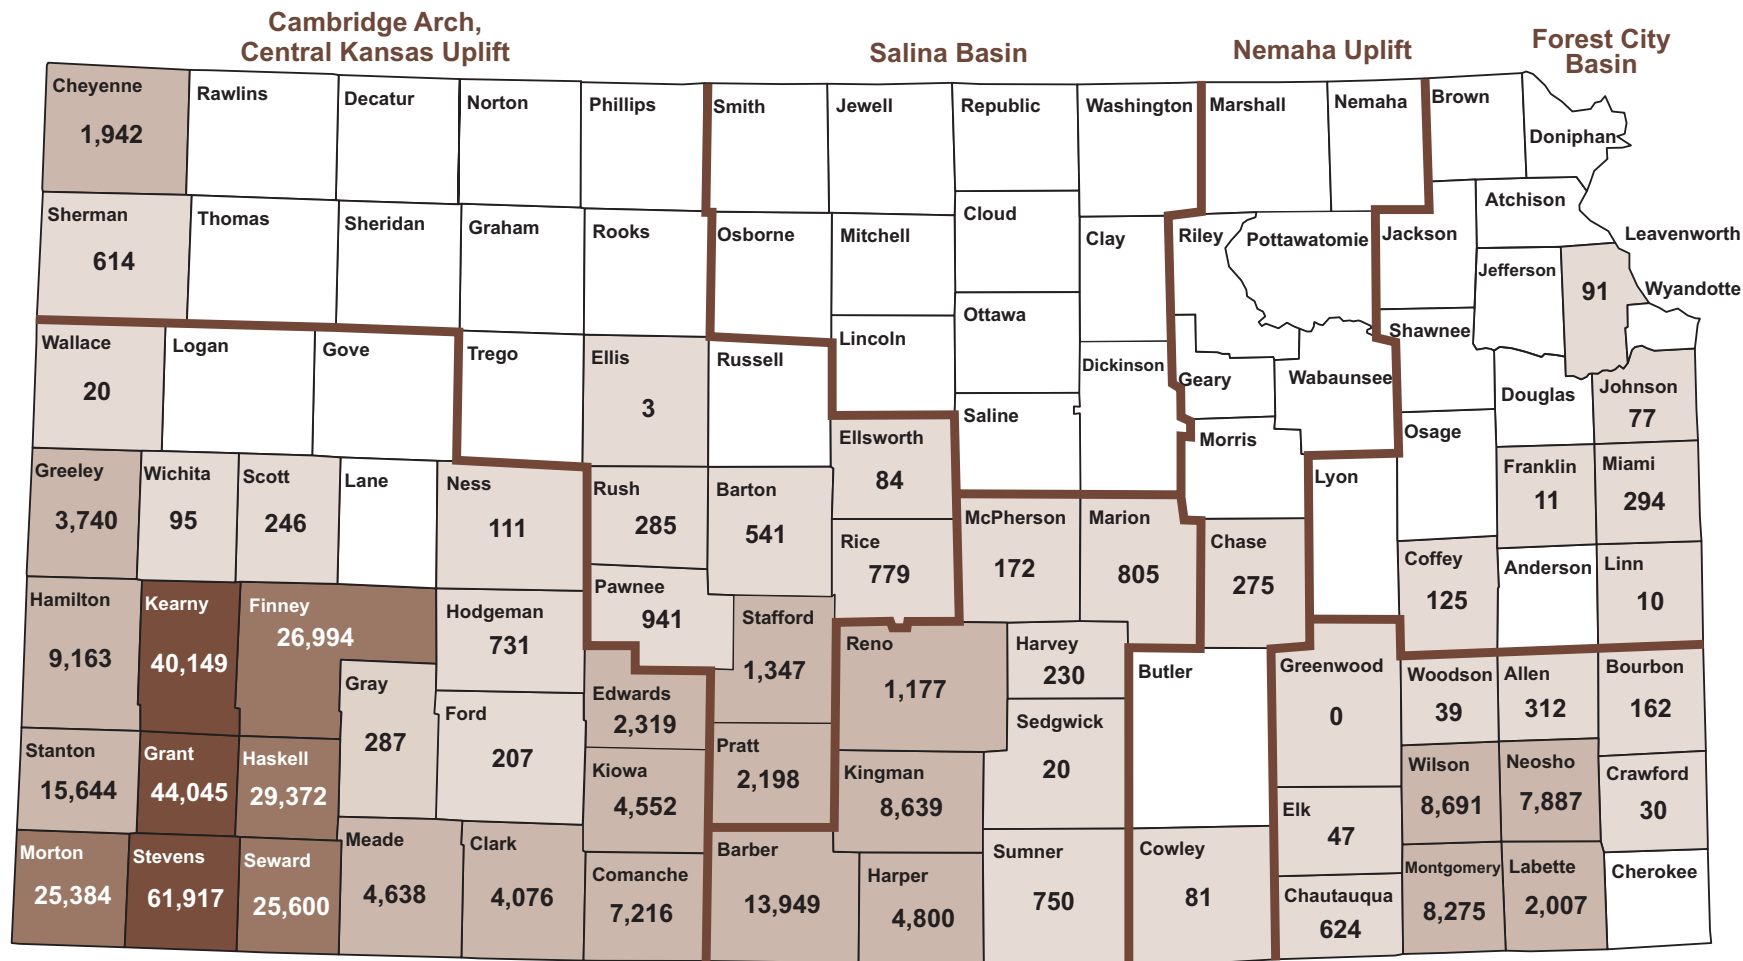 Cambridge Arch,
Central Kansas Uplift
Salina Basin
Nemaha Uplift
Forest City
Basin
Cheyenne
1,942
Rawlins
Decatur
Norton
Phillips
Smith
Jewell
Republic
Washington
Marshall
Nemaha
Brown
Doniphan
Sherman
614
Thomas
Sheridan
Graham
Rooks
Osborne
Mitchell
Cloud
Clay
Riley
Pottawatomie
Jackson
Atchison
Jefferson
Leavenworth
91
Wyandotte
Wallace
20
Logan
Gove
Trego
Ellis
3
Russell
Lincoln
Ottawa
Dickinson
Geary
Wabaunsee
Shawnee
Douglas
Johnson
77
Greeley
3,740
Wichita
95
Scott
246
Lane
Ness
111
Rush
285
Barton
541
Ellsworth
84
Saline
Morris
Osage
Lyon
Franklin
11
Miami
294
Rice
779
McPherson
172
Marion
805
Chase
275
Coffey
125
Anderson
Linn
10
Hamilton
9,163
Kearny
40,149
Finney
26,994
Hodgeman
731
Pawnee
941
Stafford
1,347
Reno
1,177
Harvey
230
Butler
Greenwood
0
Woodson
39
Allen
312
Bourbon
162
Gray
287
Ford
207
Edwards
2,319
Sedgwick
20
Stanton
15,644
Grant
44,045
Haskell
29,372
Kiowa
4,552
Pratt
2,198
Kingman
8,639
Elk
47
Wilson
8,691
Neosho
7,887
Crawford
30
Morton
25,384
Stevens
61,917
Seward
25,600
Meade
4,638
Clark
4,076
Comanche
7,216
Barber
13,949
Harper
4,800
Sumner
750
Cowley
81
Chautauqua
624
Montgomery
8,275
Labette
2,007
Cherokee